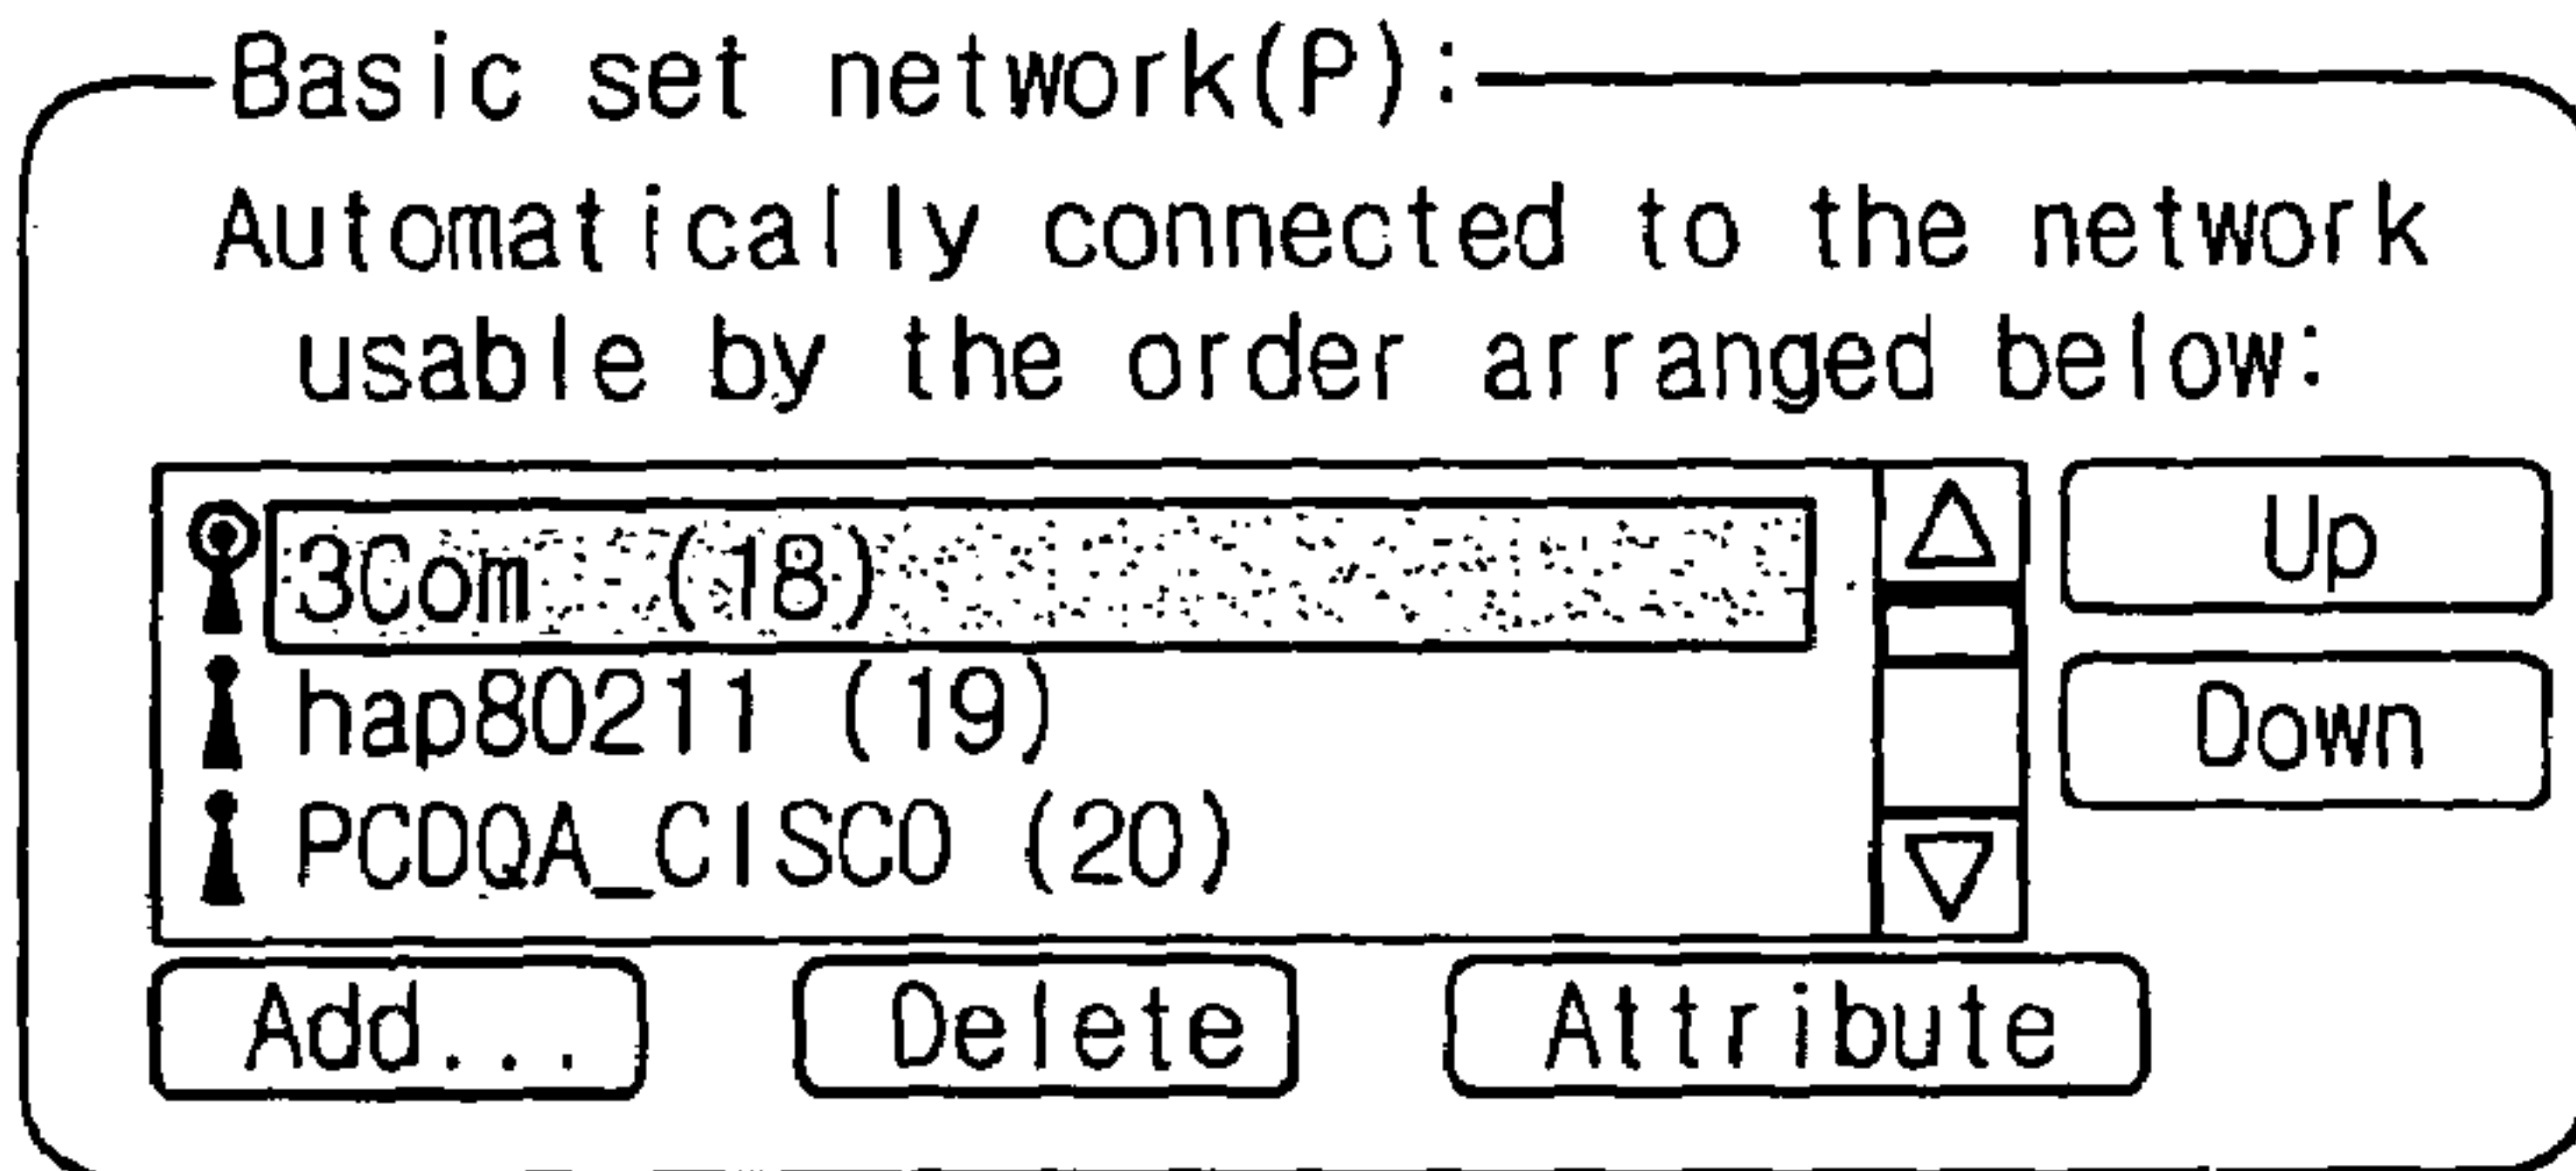 Basic set network(P):
Automatically connected to the network
usable by the order arranged below:
3Com (18)
hap80211 (19)
PCDQA_CISCO (20)
Up
Down
Add...
Delete
Attribute